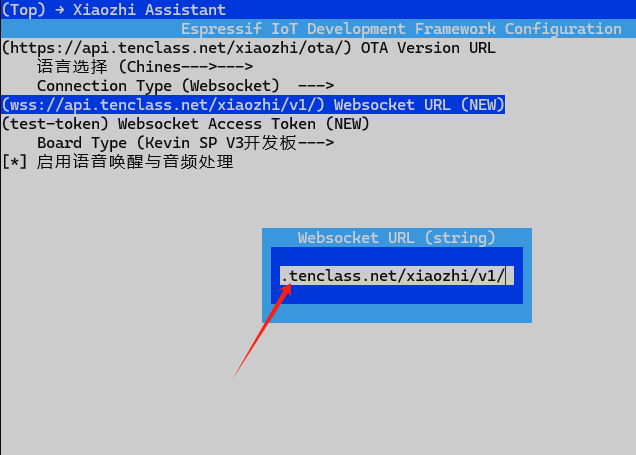 (Top) → Xiaozhi Assistant
Espressif IoT Development Framework Configuration
(https://api.tenclass.net/xiaozhi/ota/) OTA Version URL
语言选择 (Chines--->--->
Connection Type (Websocket)  --->
(wss://api.tenclass.net/xiaozhi/v1/) Websocket URL (NEW)
(test-token) Websocket Access Token (NEW)
Board Type (Kevin SP V3开发板--->
[*] 启用语音唤醒与音频处理
Websocket URL (string)
.tenclass.net/xiaozhi/v1/